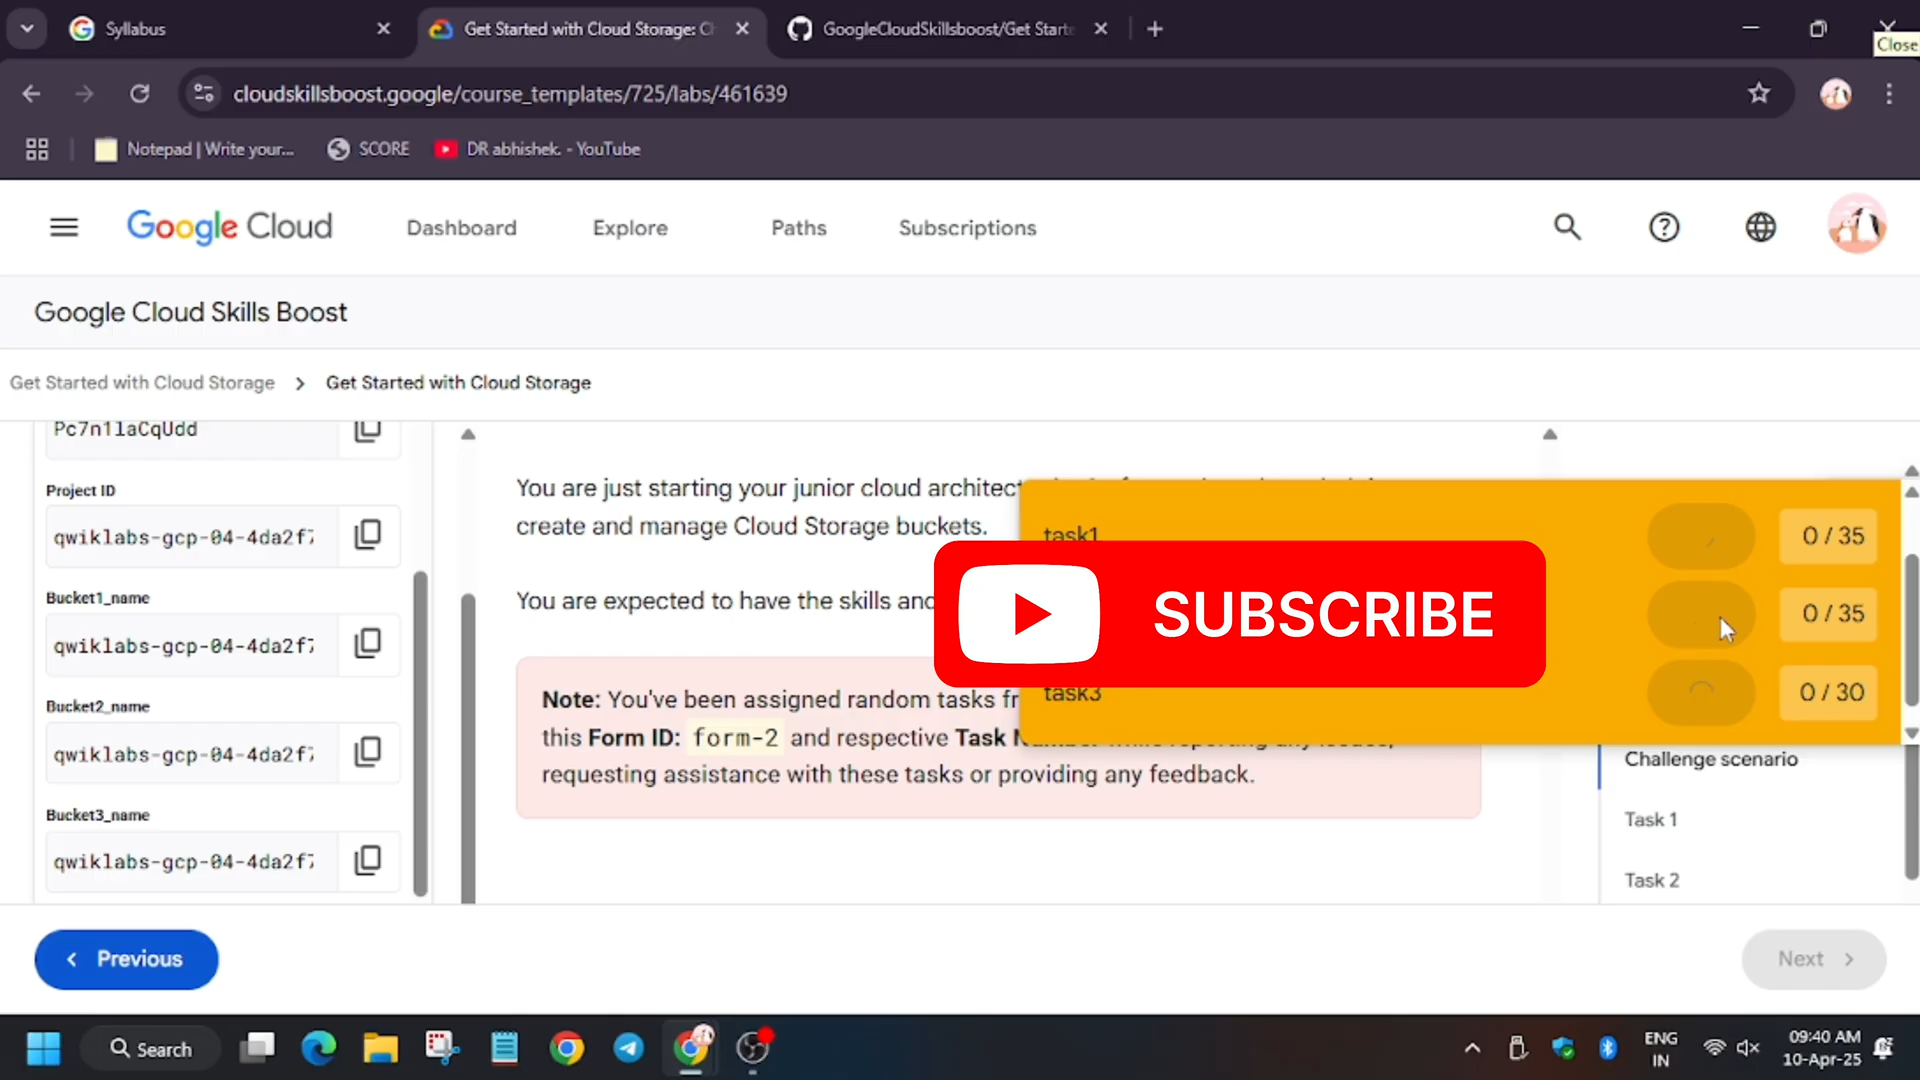 Syllabus
Get Started with Cloud Storage: Ch
GoogleCloudSkillsboost/Get Starte
Close
cloudskillsboost.google/course_templates/725/labs/461639
Notepad | Write your...
SCORE
DR abhishek. - YouTube
Google Cloud
Dashboard
Explore
Paths
Subscriptions
Google Cloud Skills Boost
Get Started with Cloud Storage
Get Started with Cloud Storage
Pc7n1laCqUdd
Project ID
qwiklabs-gcp-04-4da2f7
Bucket1_name
qwiklabs-gcp-04-4da2f7
Bucket2_name
qwiklabs-gcp-04-4da2f7
Bucket3_name
qwiklabs-gcp-04-4da2f7
You are just starting your junior cloud architect
create and manage Cloud Storage buckets.
You are expected to have the skills and
Note: You've been assigned random tasks fr
this Form ID: form-2 and respective Task
requesting assistance with these tasks or providing any feedback.
task1
0 / 35
0 / 35
task3
0 / 30
SUBSCRIBE
Challenge scenario
Task 1
Task 2
Previous
Next
Search
ENG
IN
09:40 AM
10-Apr-25